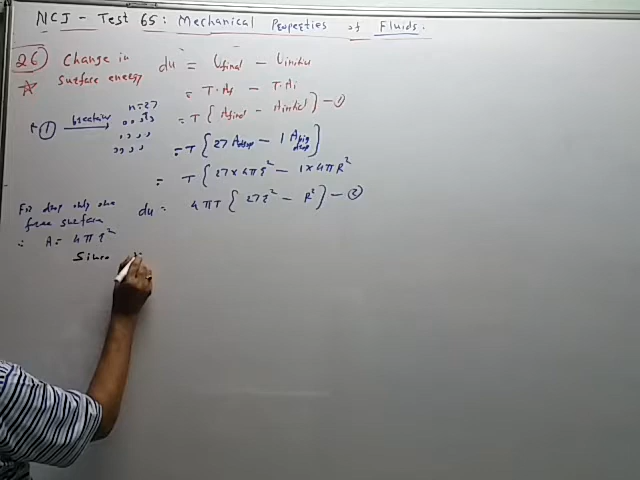 NCI - Test 65: Mechanical Properties of Fluids.
26 Change in surface energy du = Ufinal - Uinitial
= T·Af - T·Ai
= T [Afinal - Ainitial] - ①
① breaking n=27
= T [27 Adrop - 1 Abig drop]
= T [27×4πr² - 1×4πR²
du = 4πT [27r² - R²] - ②
For drop only one free surface
∴ A = 4πr²
Since